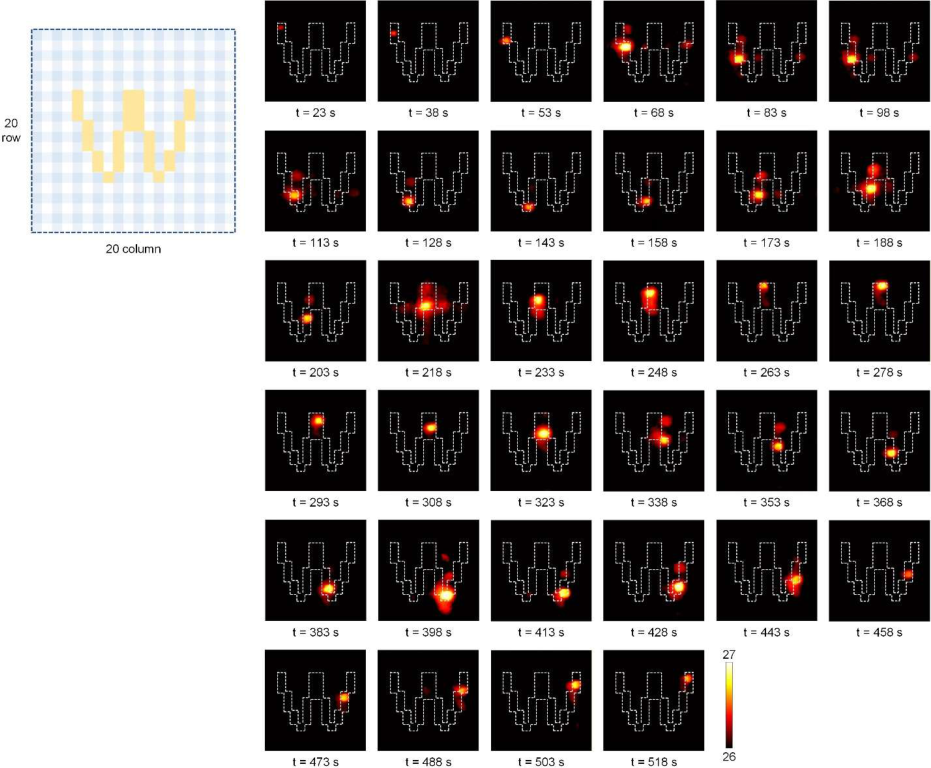 20
row
20 column
t = 23 s
t = 38 s
t = 53 s
t = 68 s
t = 83 s
t = 98 s
t = 113 s
t = 128 s
t = 143 s
t = 158 s
t = 173 s
t = 188 s
t = 203 s
t = 218 s
t = 233 s
t = 248 s
t = 263 s
t = 278 s
t = 293 s
t = 308 s
t = 323 s
t = 338 s
t = 353 s
t = 368 s
t = 383 s
t = 398 s
t = 413 s
t = 428 s
t = 443 s
t = 458 s
t = 473 s
t = 488 s
t = 503 s
t = 518 s
27
26